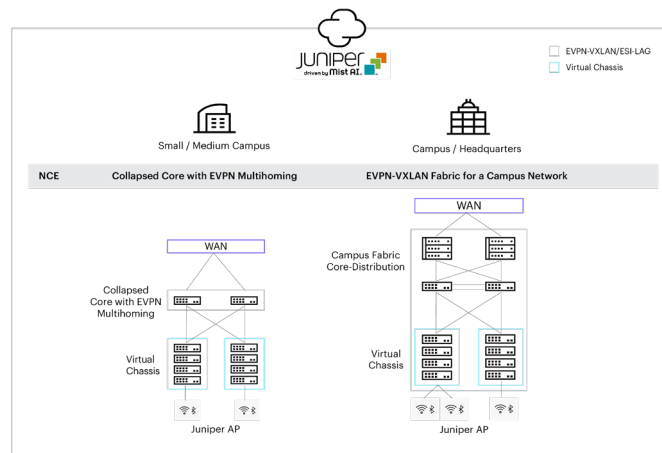 JUNIPER
driven by Mist AI
EVPN-VXLAN/ESI-LAG
Virtual Chassis
Small / Medium Campus
Campus / Headquarters
NCE
Collapsed Core with EVPN Multihoming
EVPN-VXLAN Fabric for a Campus Network
WAN
Collapsed
Core with EVPN
Multihoming
Virtual
Chassis
Juniper AP
WAN
Campus Fabric
Core-Distribution
Virtual
Chassis
Juniper AP